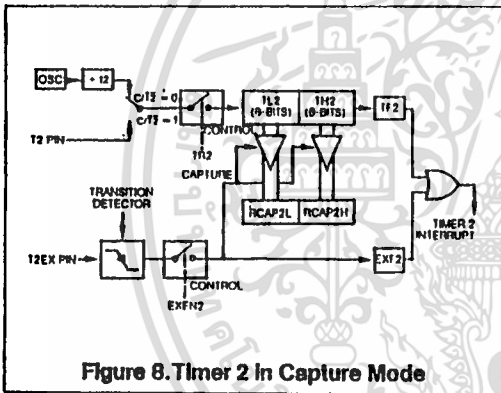 OSC
÷ 12
C/T2 = 0
C/T2 = 1
T2 PIN
CONTROL
TR2
CAPTURE
TL2
(8-BITS)
TH2
(8-BITS)
TF2
RCAP2L
RCAP2H
TRANSITION
DETECTOR
T2EX PIN
CONTROL
EXEN2
EXF2
TIMER 2
INTERRUPT
Figure 8. Timer 2 in Capture Mode